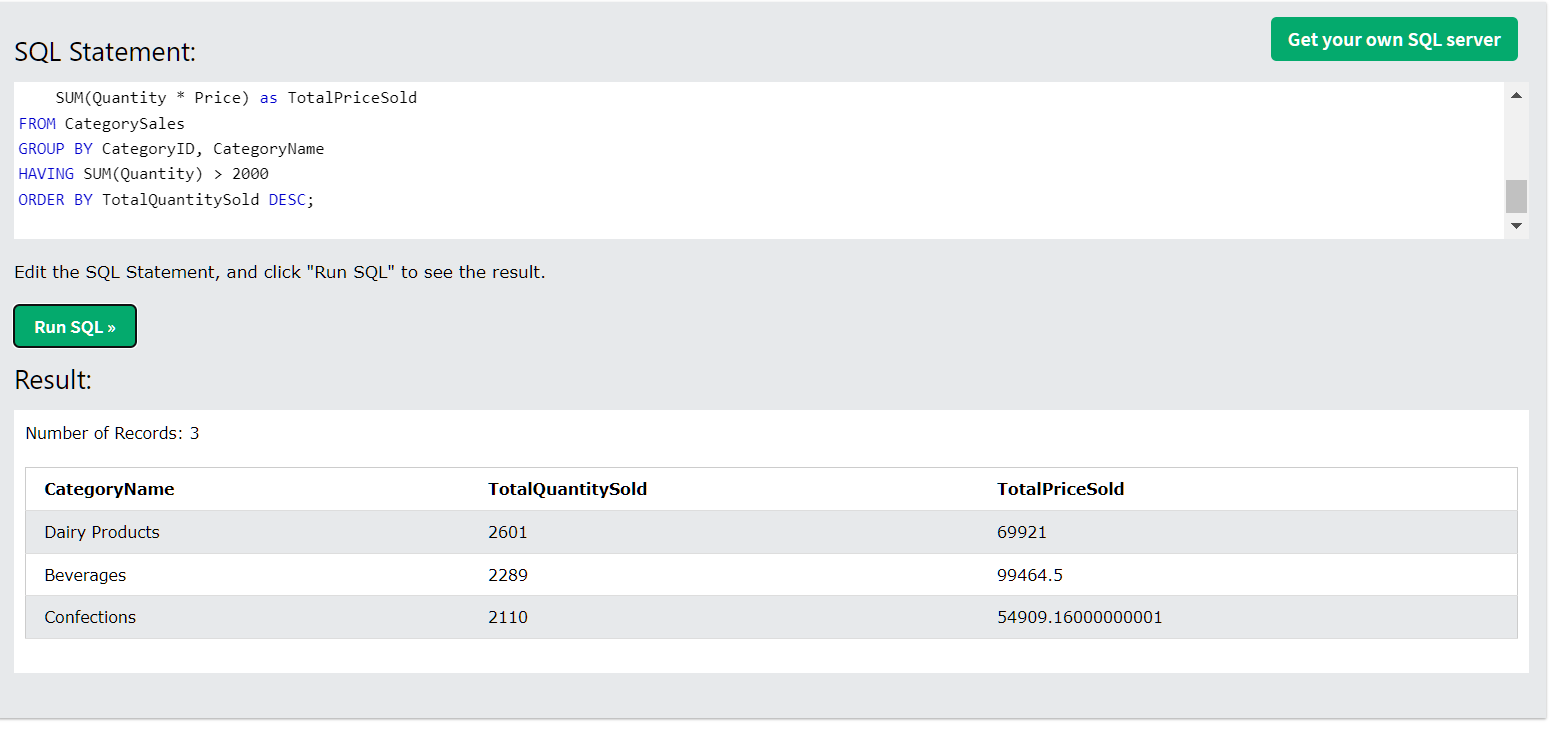 Get your own SQL server
SQL Statement:
SUM(Quantity * Price) as TotalPriceSold
FROM CategorySales
GROUP BY CategoryID, CategoryName
HAVING SUM(Quantity) > 2000
ORDER BY TotalQuantitySold DESC;
Edit the SQL Statement, and click "Run SQL" to see the result.
Run SQL »
Result:
Number of Records: 3
CategoryName TotalQuantitySold TotalPriceSold
Dairy Products 2601 69921
Beverages 2289 99464.5
Confections 2110 54909.16000000001